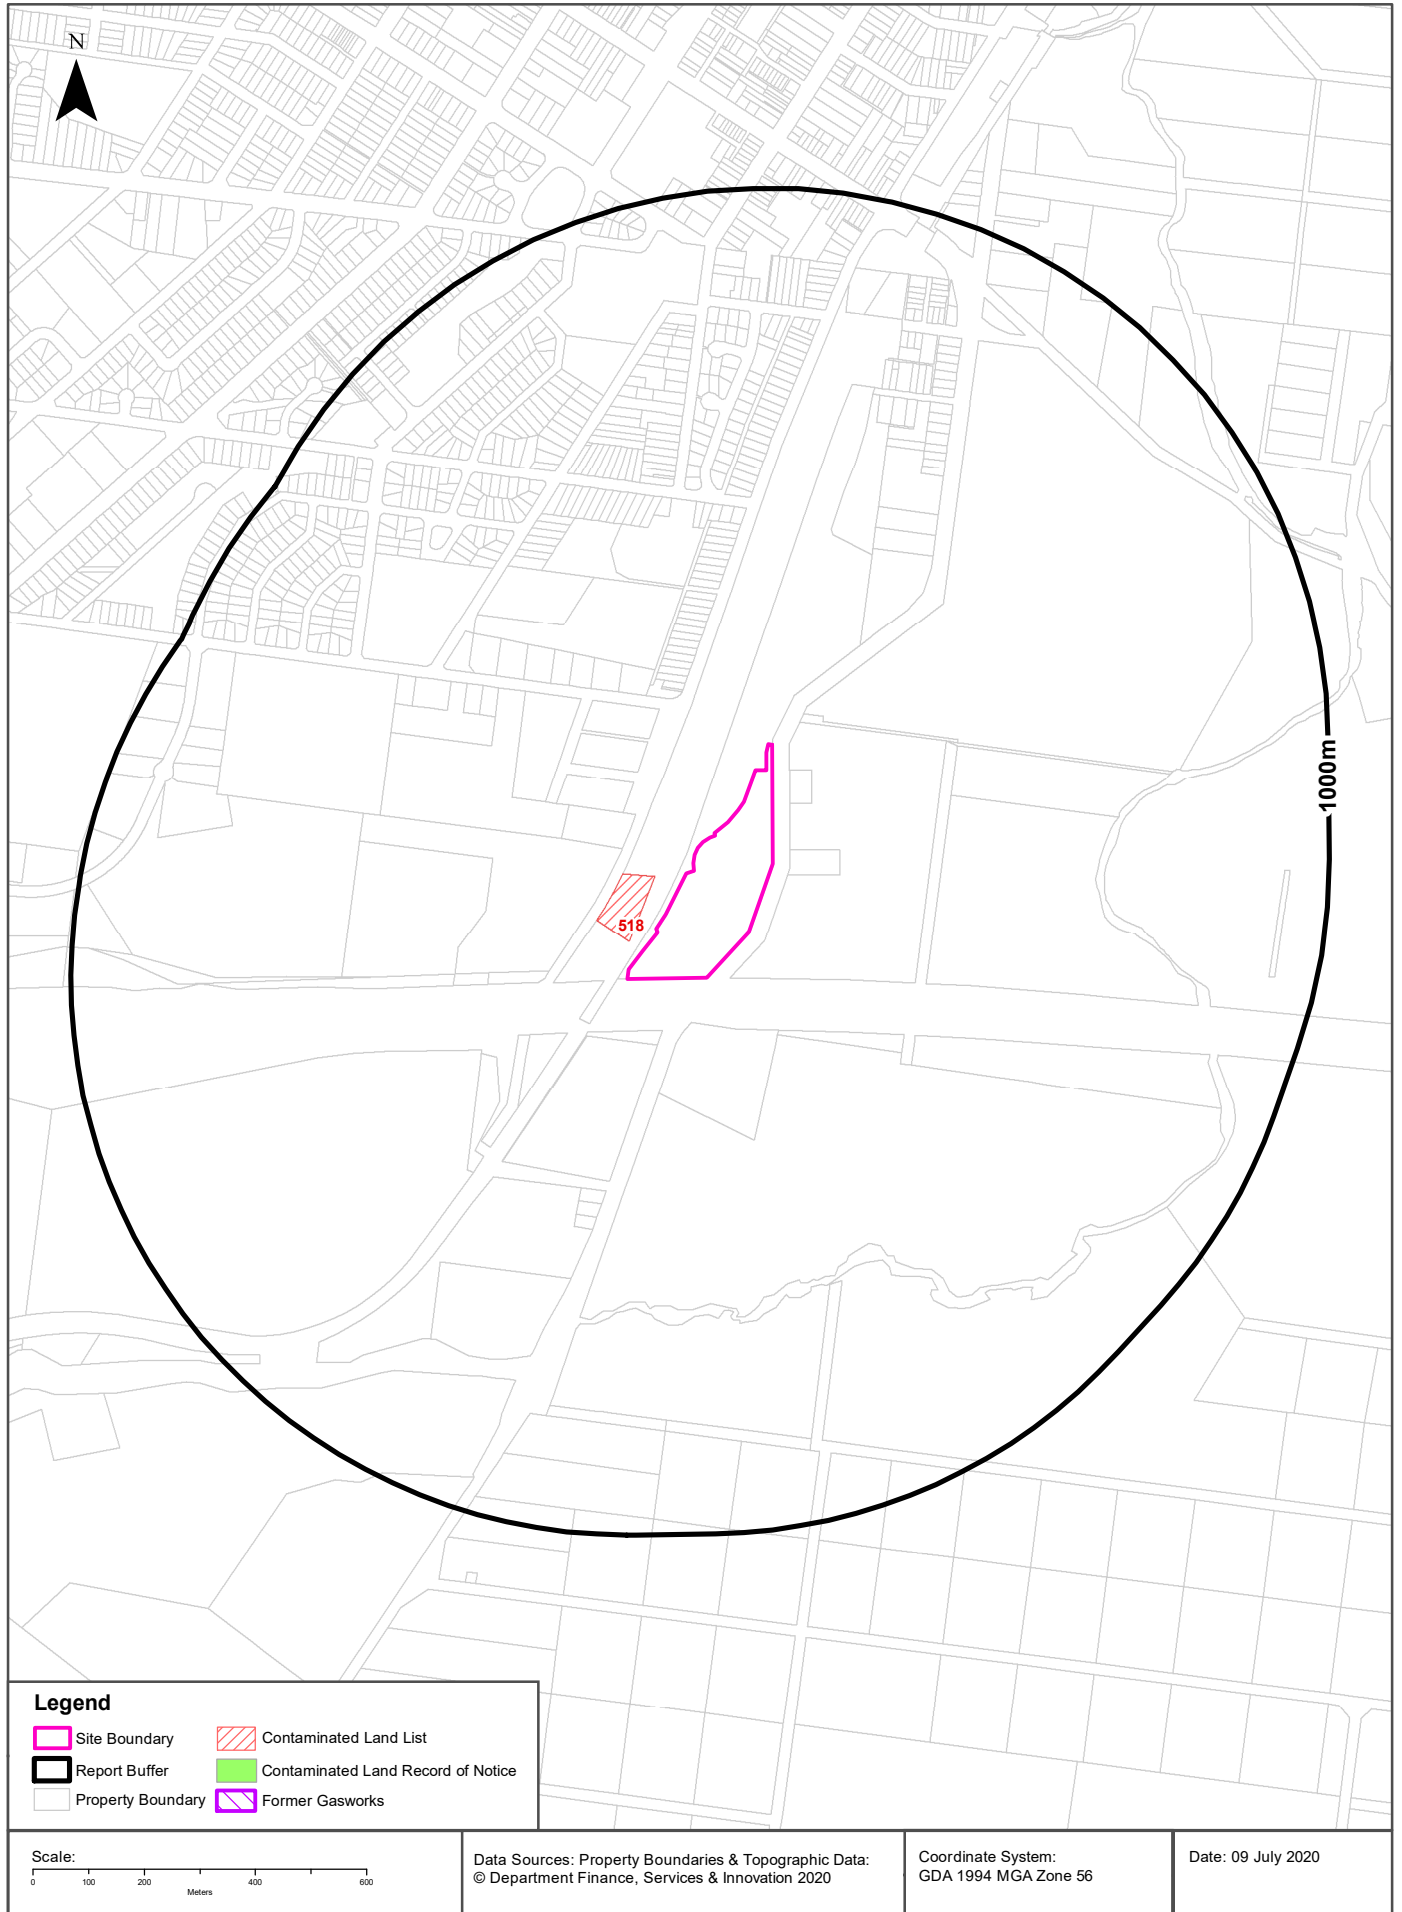 N
1000m
518
Legend
Site Boundary
Contaminated Land List
Report Buffer
Contaminated Land Record of Notice
Property Boundary
Former Gasworks
Scale:
0 100 200 400 600
Meters
Data Sources: Property Boundaries & Topographic Data:
© Department Finance, Services & Innovation 2020
Coordinate System:
GDA 1994 MGA Zone 56
Date: 09 July 2020